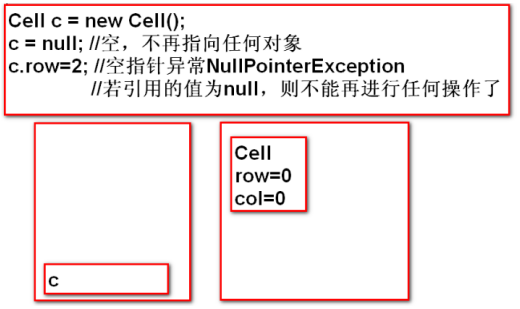 Cell c = new Cell();
c = null; //空，不再指向任何对象
c.row=2; //空指针异常NullPointerException
//若引用的值为null，则不能再进行任何操作了
Cell
row=0
col=0
c